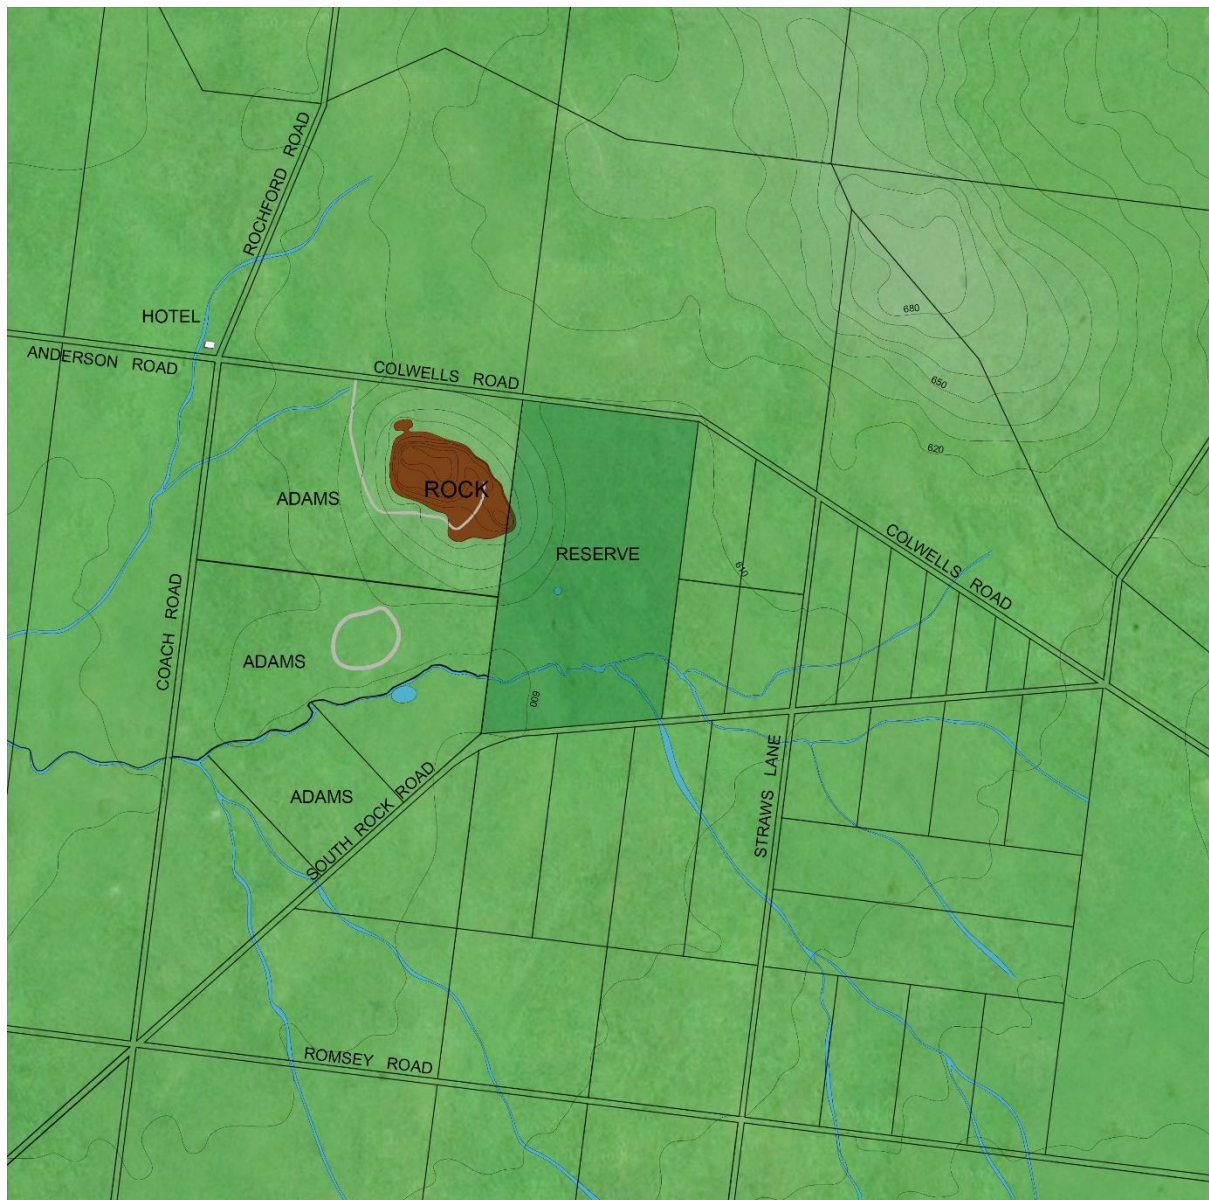 ROCHFORD ROAD
HOTEL
ANDERSON ROAD
COLWELLS ROAD
680
650
620
ADAMS
ROCK
RESERVE
610
COLWELLS ROAD
COACH ROAD
ADAMS
600
ADAMS
SOUTH ROCK ROAD
STRAWS LANE
ROMSEY ROAD